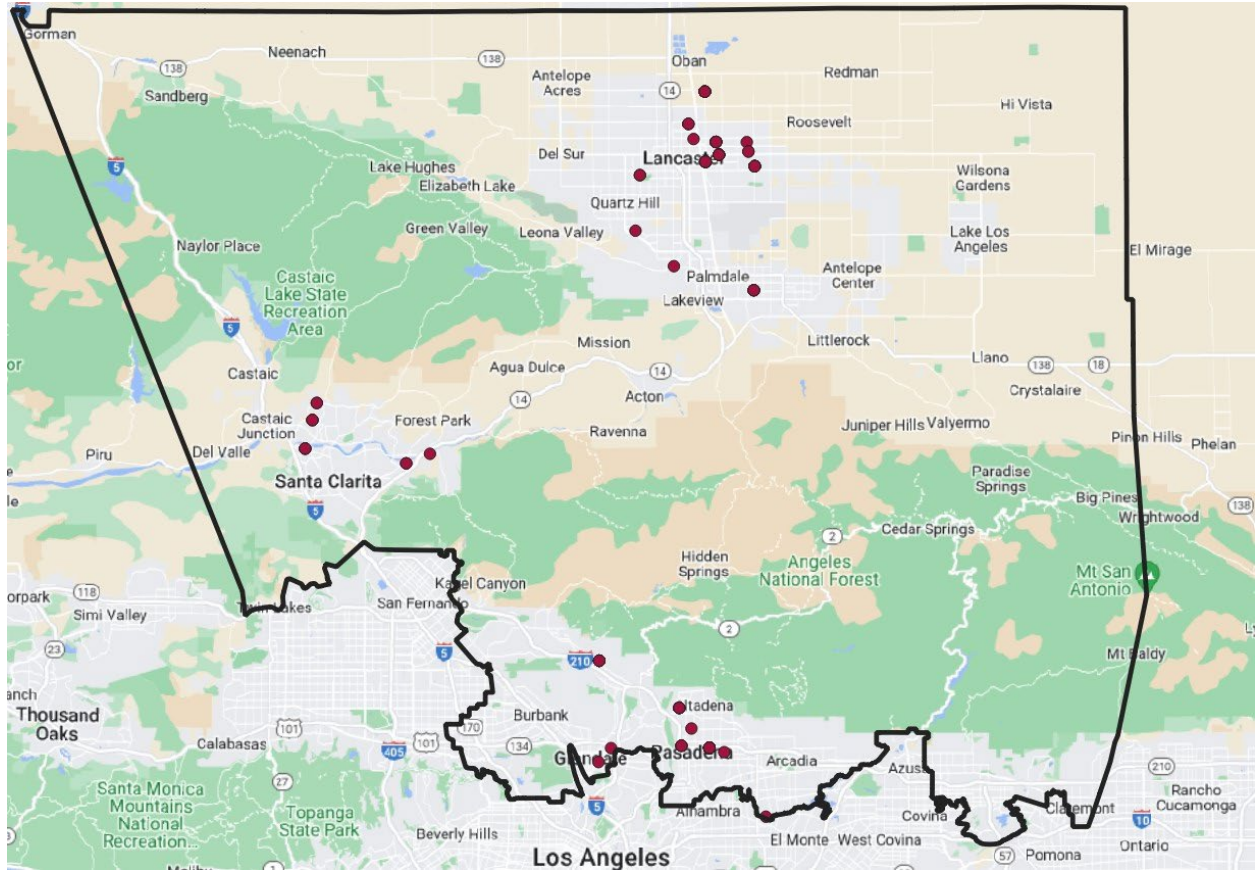 5
Gorman
Neenach
138
138
Sandberg
Oban
14
Redman
Antelope
Acres
Hi Vista
Roosevelt
5
Lake Hughes
Del Sur
Elizabeth Lake
Wilsona
Gardens
Quartz Hill
Green Valley
Leona Valley
Naylor Place
Lake Los
Angeles
El Mirage
Castaic
Lake State
Recreation
Area
Palmdale
Antelope
Center
Lakeview
5
Mission
Littlerock
Llano
138
18
Castaic
Agua Dulce
14
14
Acton
Crystalaire
Castaic
Junction
Forest Park
Ravenna
Juniper Hills
Valyermo
Pinon Hills
Phelan
Piru
Del Valle
Santa Clarita
Paradise
Springs
Big Pines
Wrightwood
138
5
2
Cedar Springs
Hidden
Springs
Angeles
National Forest
Mt San
Antonio
118
Simi Valley
San Fernando
23
5
210
2
Thousand
Oaks
Burbank
101
Calabasas
405
101
170
134
Arcadia
Azusa
210
27
Santa Monica
Mountains
National
Recreation...
Topanga
State Park
5
Alhambra
Covina
Claremont
Rancho
Cucamonga
Beverly Hills
El Monte
West Covina
10
Los Angeles
57
Pomona
Ontario